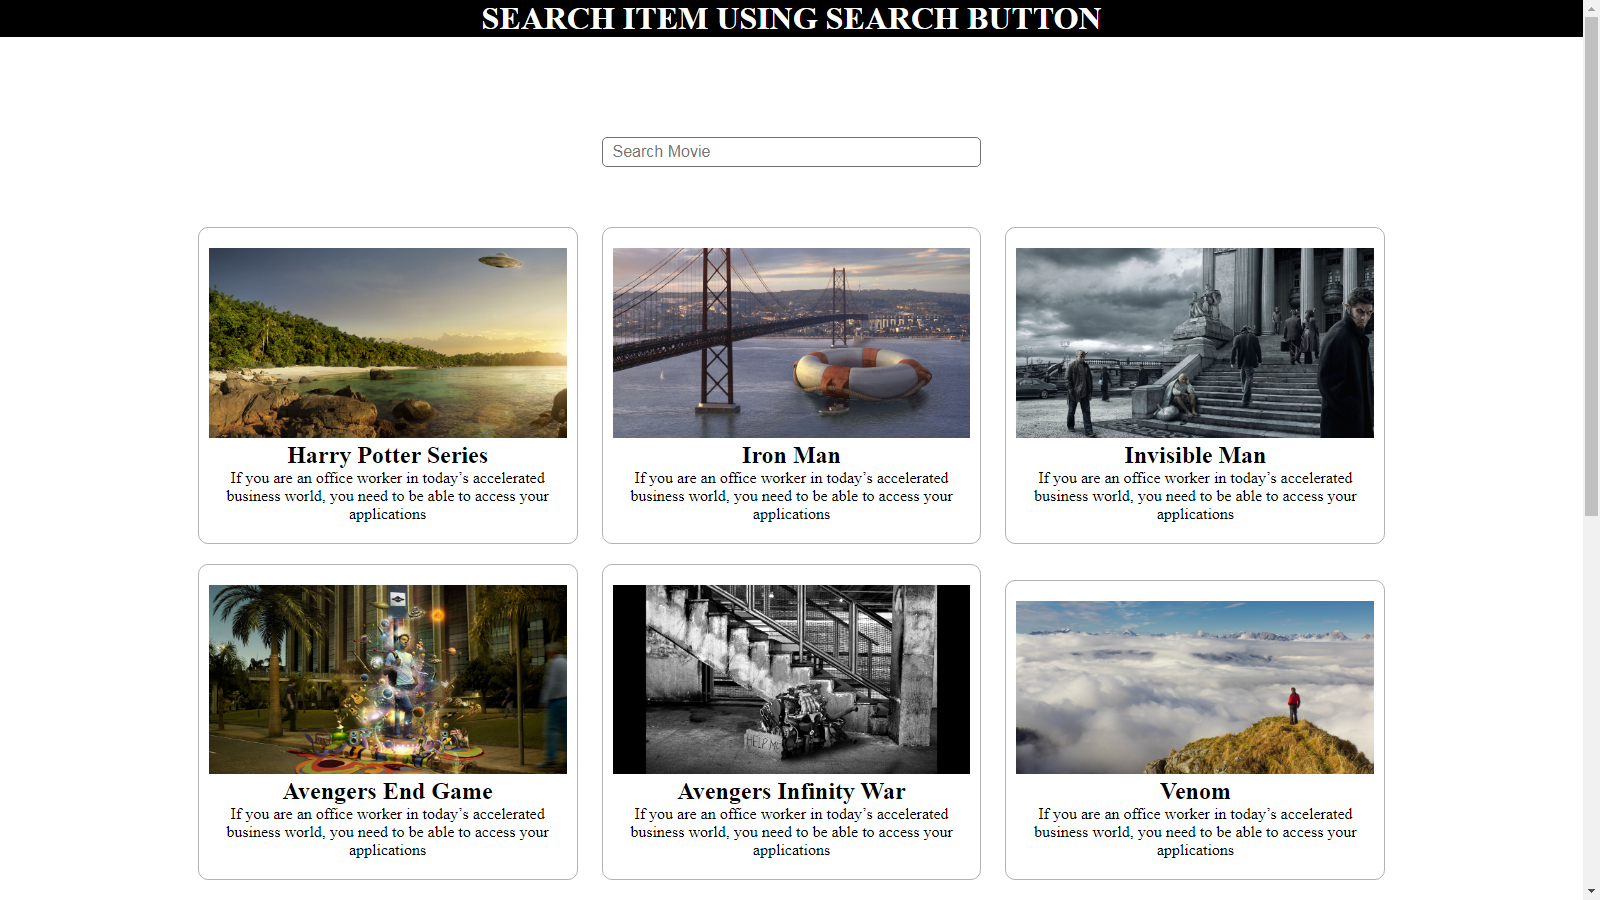 SEARCH ITEM USING SEARCH BUTTON
Search Movie
Harry Potter Series
If you are an office worker in today’s accelerated
business world, you need to be able to access your
applications
Iron Man
If you are an office worker in today’s accelerated
business world, you need to be able to access your
applications
Invisible Man
If you are an office worker in today’s accelerated
business world, you need to be able to access your
applications
HELP ME
Avengers End Game
If you are an office worker in today’s accelerated
business world, you need to be able to access your
applications
Avengers Infinity War
If you are an office worker in today’s accelerated
business world, you need to be able to access your
applications
Venom
If you are an office worker in today’s accelerated
business world, you need to be able to access your
applications